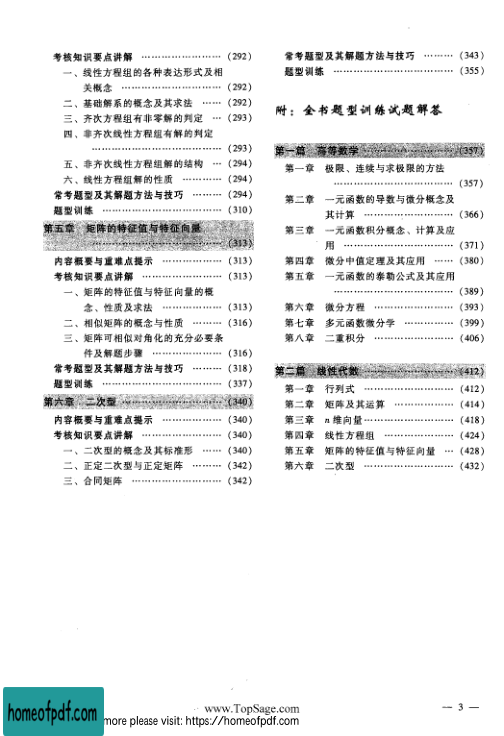 考核知识要点讲解 ……………………(292)
一、线性方程组的各种表达形式及相
关概念 ……………………(292)
二、基础解系的概念及其求法 ……(292)
三、齐次方程组有非零解的判定 …(293)
四、非齐次线性方程组有解的判定
……………………………………(293)
五、非齐次线性方程组解的结构 …(294)
六、线性方程组解的性质 …………(294)
常考题型及其解题方法与技巧 ………(294)
题型训练 ………………………………(310)
第五章 矩阵的特征值与特征向量
……………………………………(313)
内容概要与重难点提示 ………………(313)
考核知识要点讲解 ……………………(313)
一、矩阵的特征值与特征向量的概
念、性质及求法 ………………(313)
二、相似矩阵的概念与性质 ………(316)
三、矩阵可相似对角化的充分必要条
件及解题步骤 …………………(316)
常考题型及其解题方法与技巧 ………(318)
题型训练 ………………………………(337)
第六章 二次型 ………………………(340)
内容概要与重难点提示 ………………(340)
考核知识要点讲解 ……………………(340)
一、二次型的概念及其标准形 ……(340)
二、正定二次型与正定矩阵 ………(342)
三、合同矩阵 ………………………(342)
常考题型及其解题方法与技巧 ………(343)
题型训练 ………………………………(355)
附:全书题型训练试题解答
第一篇 高等数学 ……………………(357)
第一章 极限、连续与求极限的方法
……………………………………(357)
第二章 一元函数的导数与微分概念及
其计算 ………………………(366)
第三章 一元函数积分概念、计算及应
用 ……………………………(371)
第四章 微分中值定理及其应用 ……(380)
第五章 一元函数的泰勒公式及其应用
……………………………………(389)
第六章 微分方程 ……………………(393)
第七章 多元函数微分学 ……………(399)
第八章 二重积分 ……………………(406)
第二篇 线性代数 ……………………(412)
第一章 行列式 ………………………(412)
第二章 矩阵及其运算 ………………(414)
第三章 n维向量………………………(418)
第四章 线性方程组 …………………(424)
第五章 矩阵的特征值与特征向量 …(428)
第六章 二次型 ………………………(432)
www.TopSage.com
— 3 —
homeofpdf.com
more please visit: https://homeofpdf.com